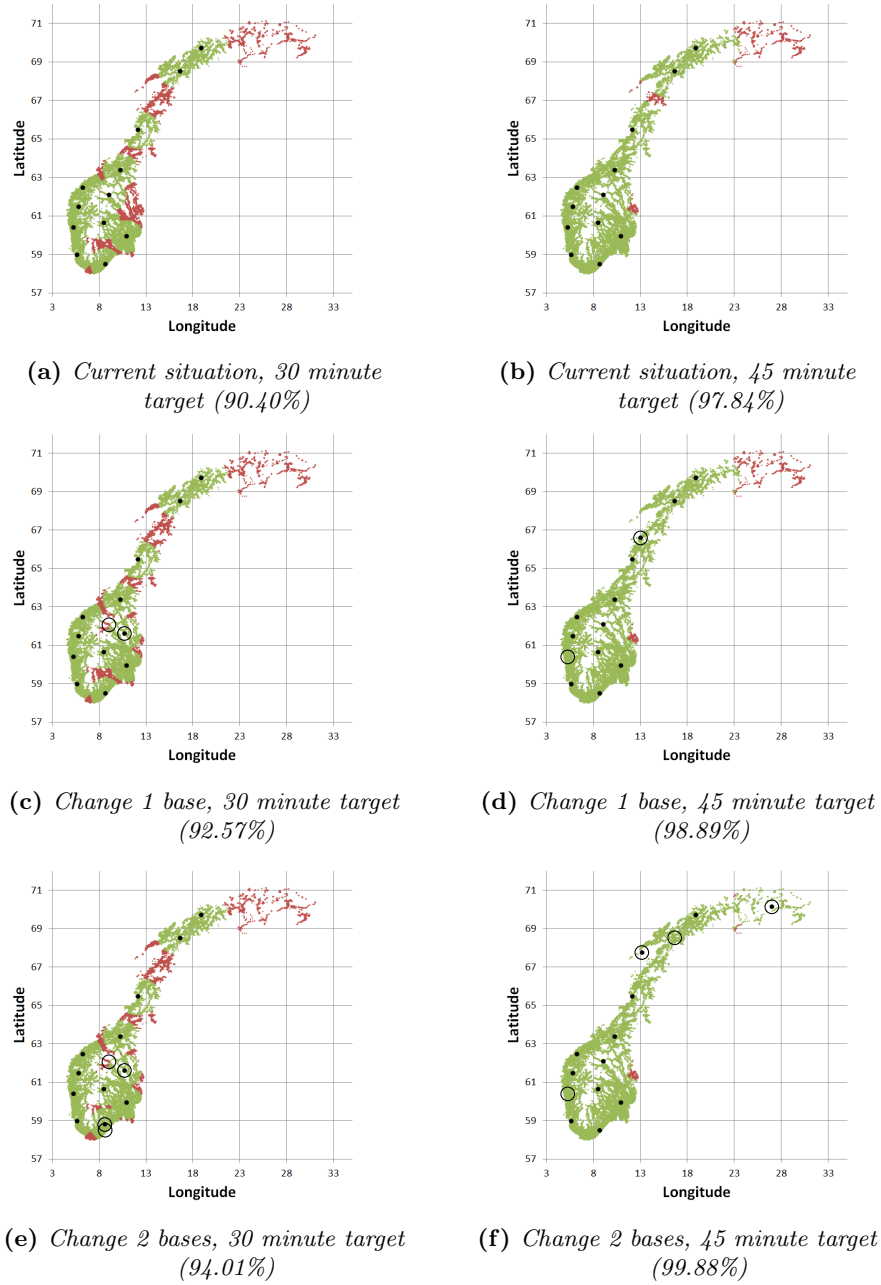 71
69
67
65
63
61
59
57
Latitude
3 8 13 18 23 28 33
Longitude
71
69
67
65
63
61
59
57
Latitude
3 8 13 18 23 28 33
Longitude
(a) Current situation, 30 minute
target (90.40%)
(b) Current situation, 45 minute
target (97.84%)
71
69
67
65
63
61
59
57
Latitude
3 8 13 18 23 28 33
Longitude
71
69
67
65
63
61
59
57
Latitude
3 8 13 18 23 28 33
Longitude
(c) Change 1 base, 30 minute target
(92.57%)
(d) Change 1 base, 45 minute target
(98.89%)
71
69
67
65
63
61
59
57
Latitude
3 8 13 18 23 28 33
Longitude
71
69
67
65
63
61
59
57
Latitude
3 8 13 18 23 28 33
Longitude
(e) Change 2 bases, 30 minute target
(94.01%)
(f) Change 2 bases, 45 minute target
(99.88%)